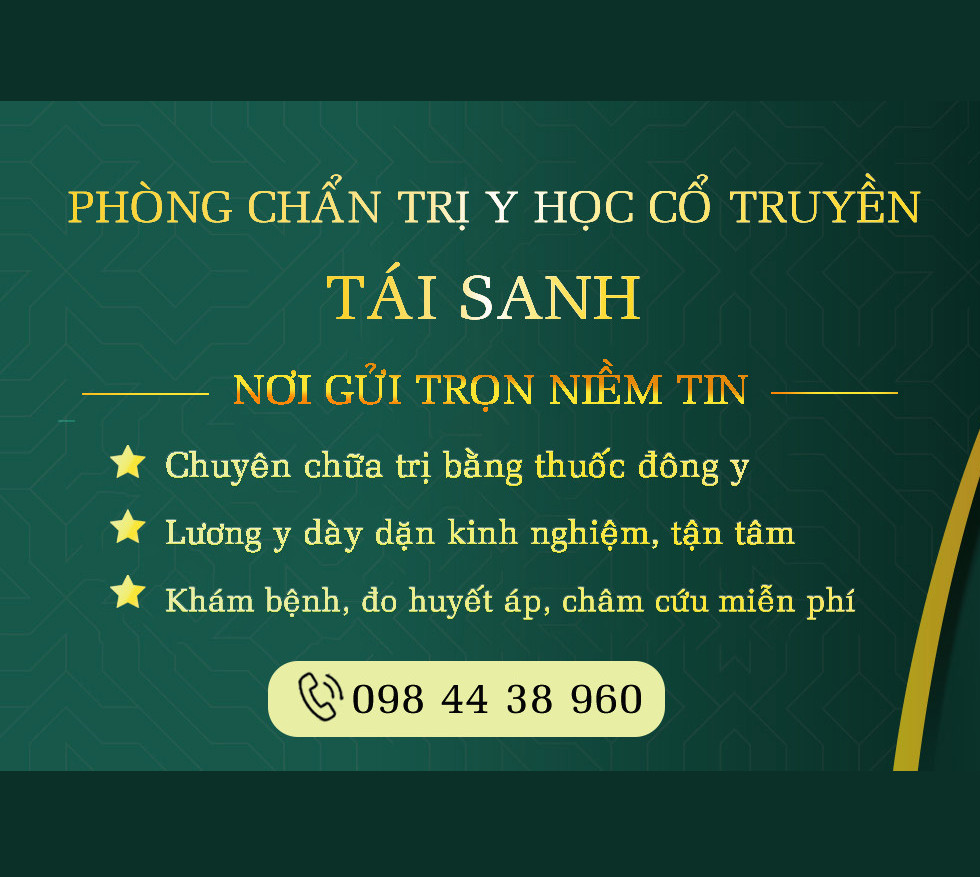 PHÒNG CHẨN TRỊ Y HỌC CỔ TRUYỀN
TÁI SANH
NƠI GỬI TRỌN NIỀM TIN
Chuyên chữa trị bằng thuốc đông y
Lương y dày dặn kinh nghiệm, tận tâm
Khám bệnh, đo huyết áp, châm cứu miễn phí
098 44 38 960